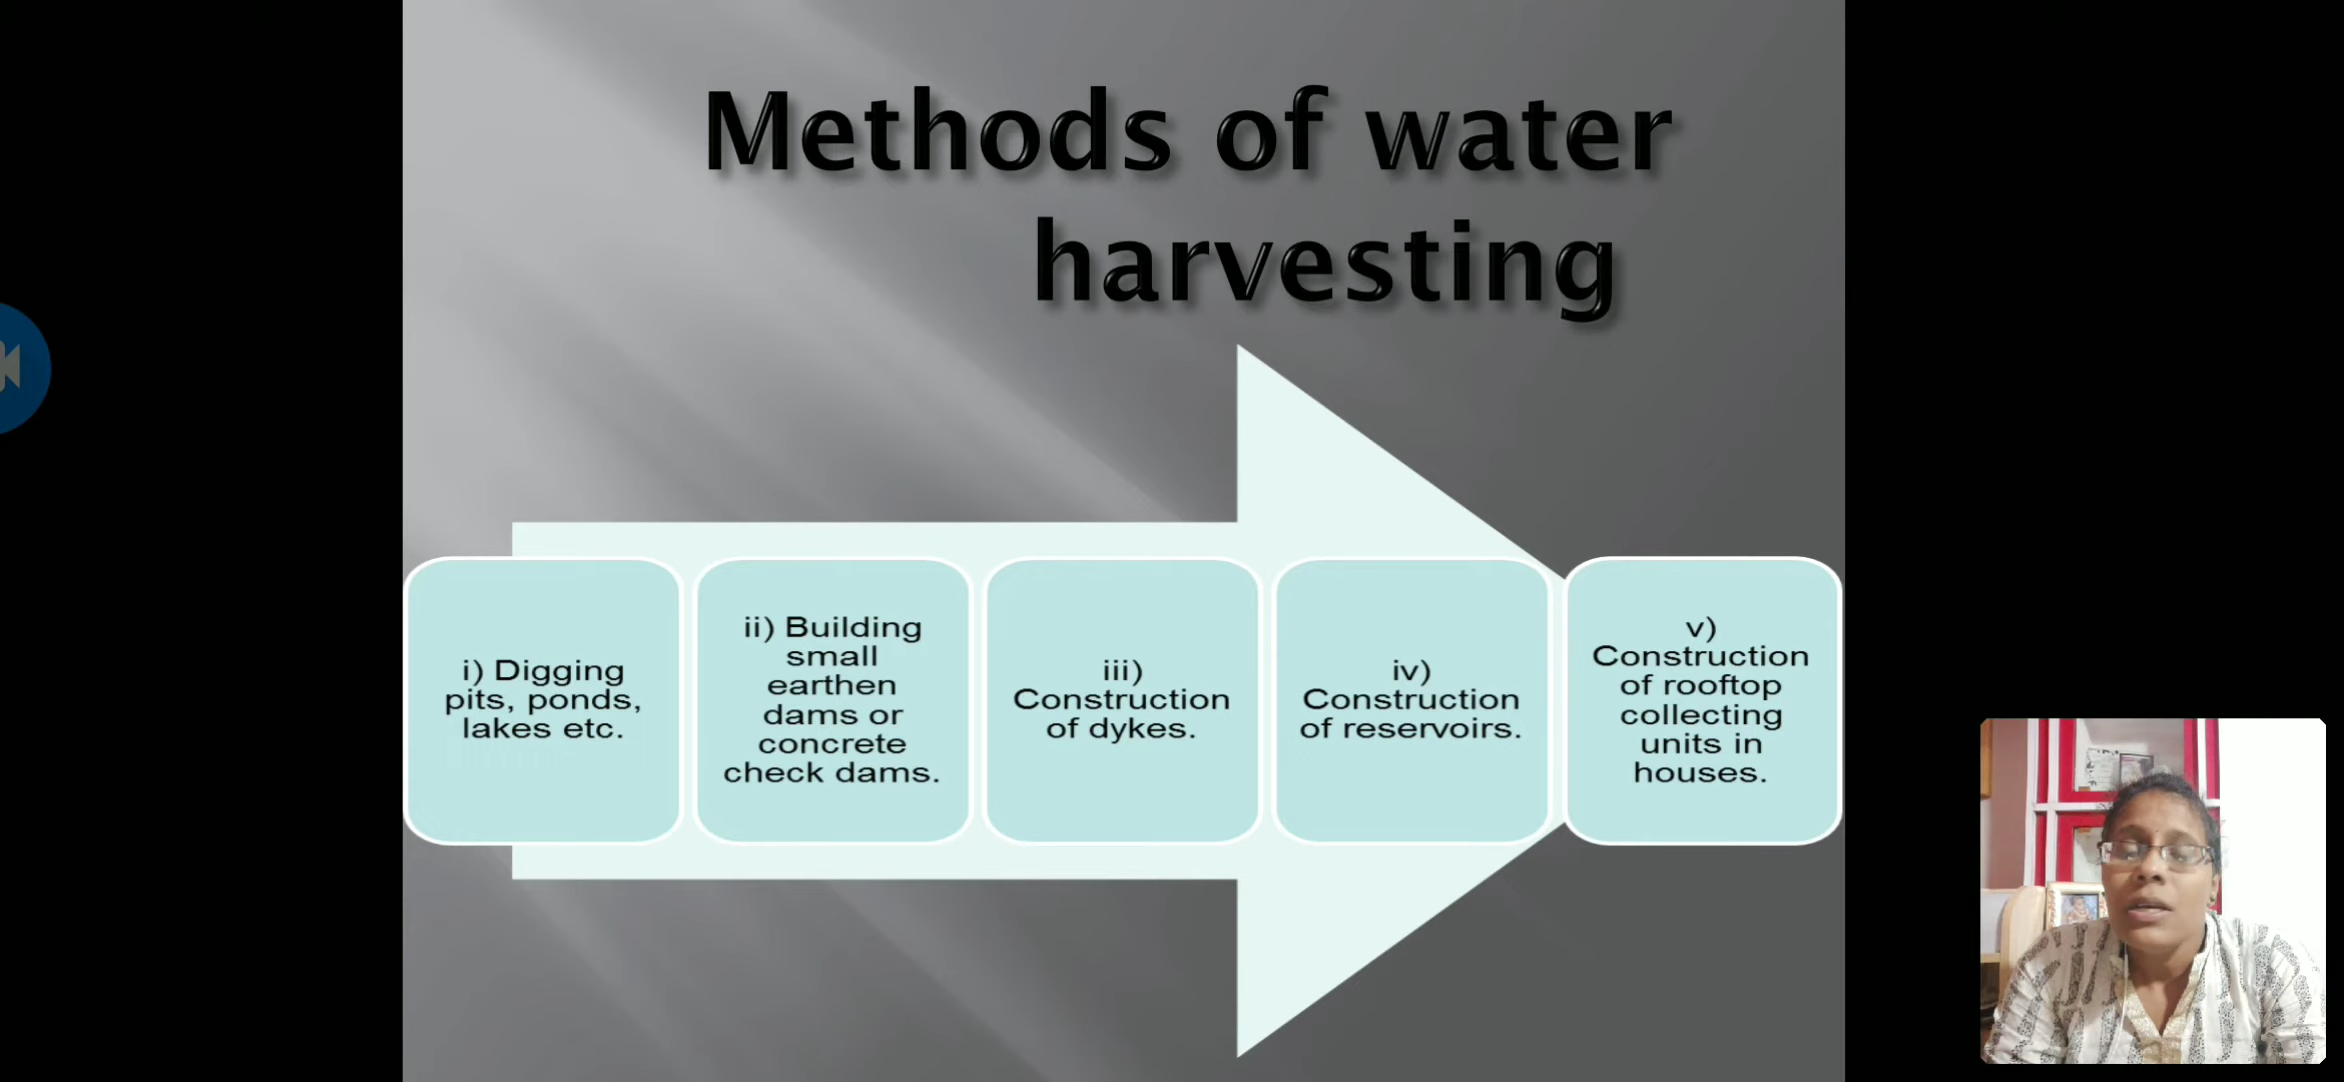 Methods of water
harvesting
i) Digging
pits, ponds,
lakes etc.
ii) Building
small
earthen
dams or
concrete
check dams.
iii)
Construction
of dykes.
iv)
Construction
of reservoirs.
v)
Construction
of rooftop
collecting
units in
houses.